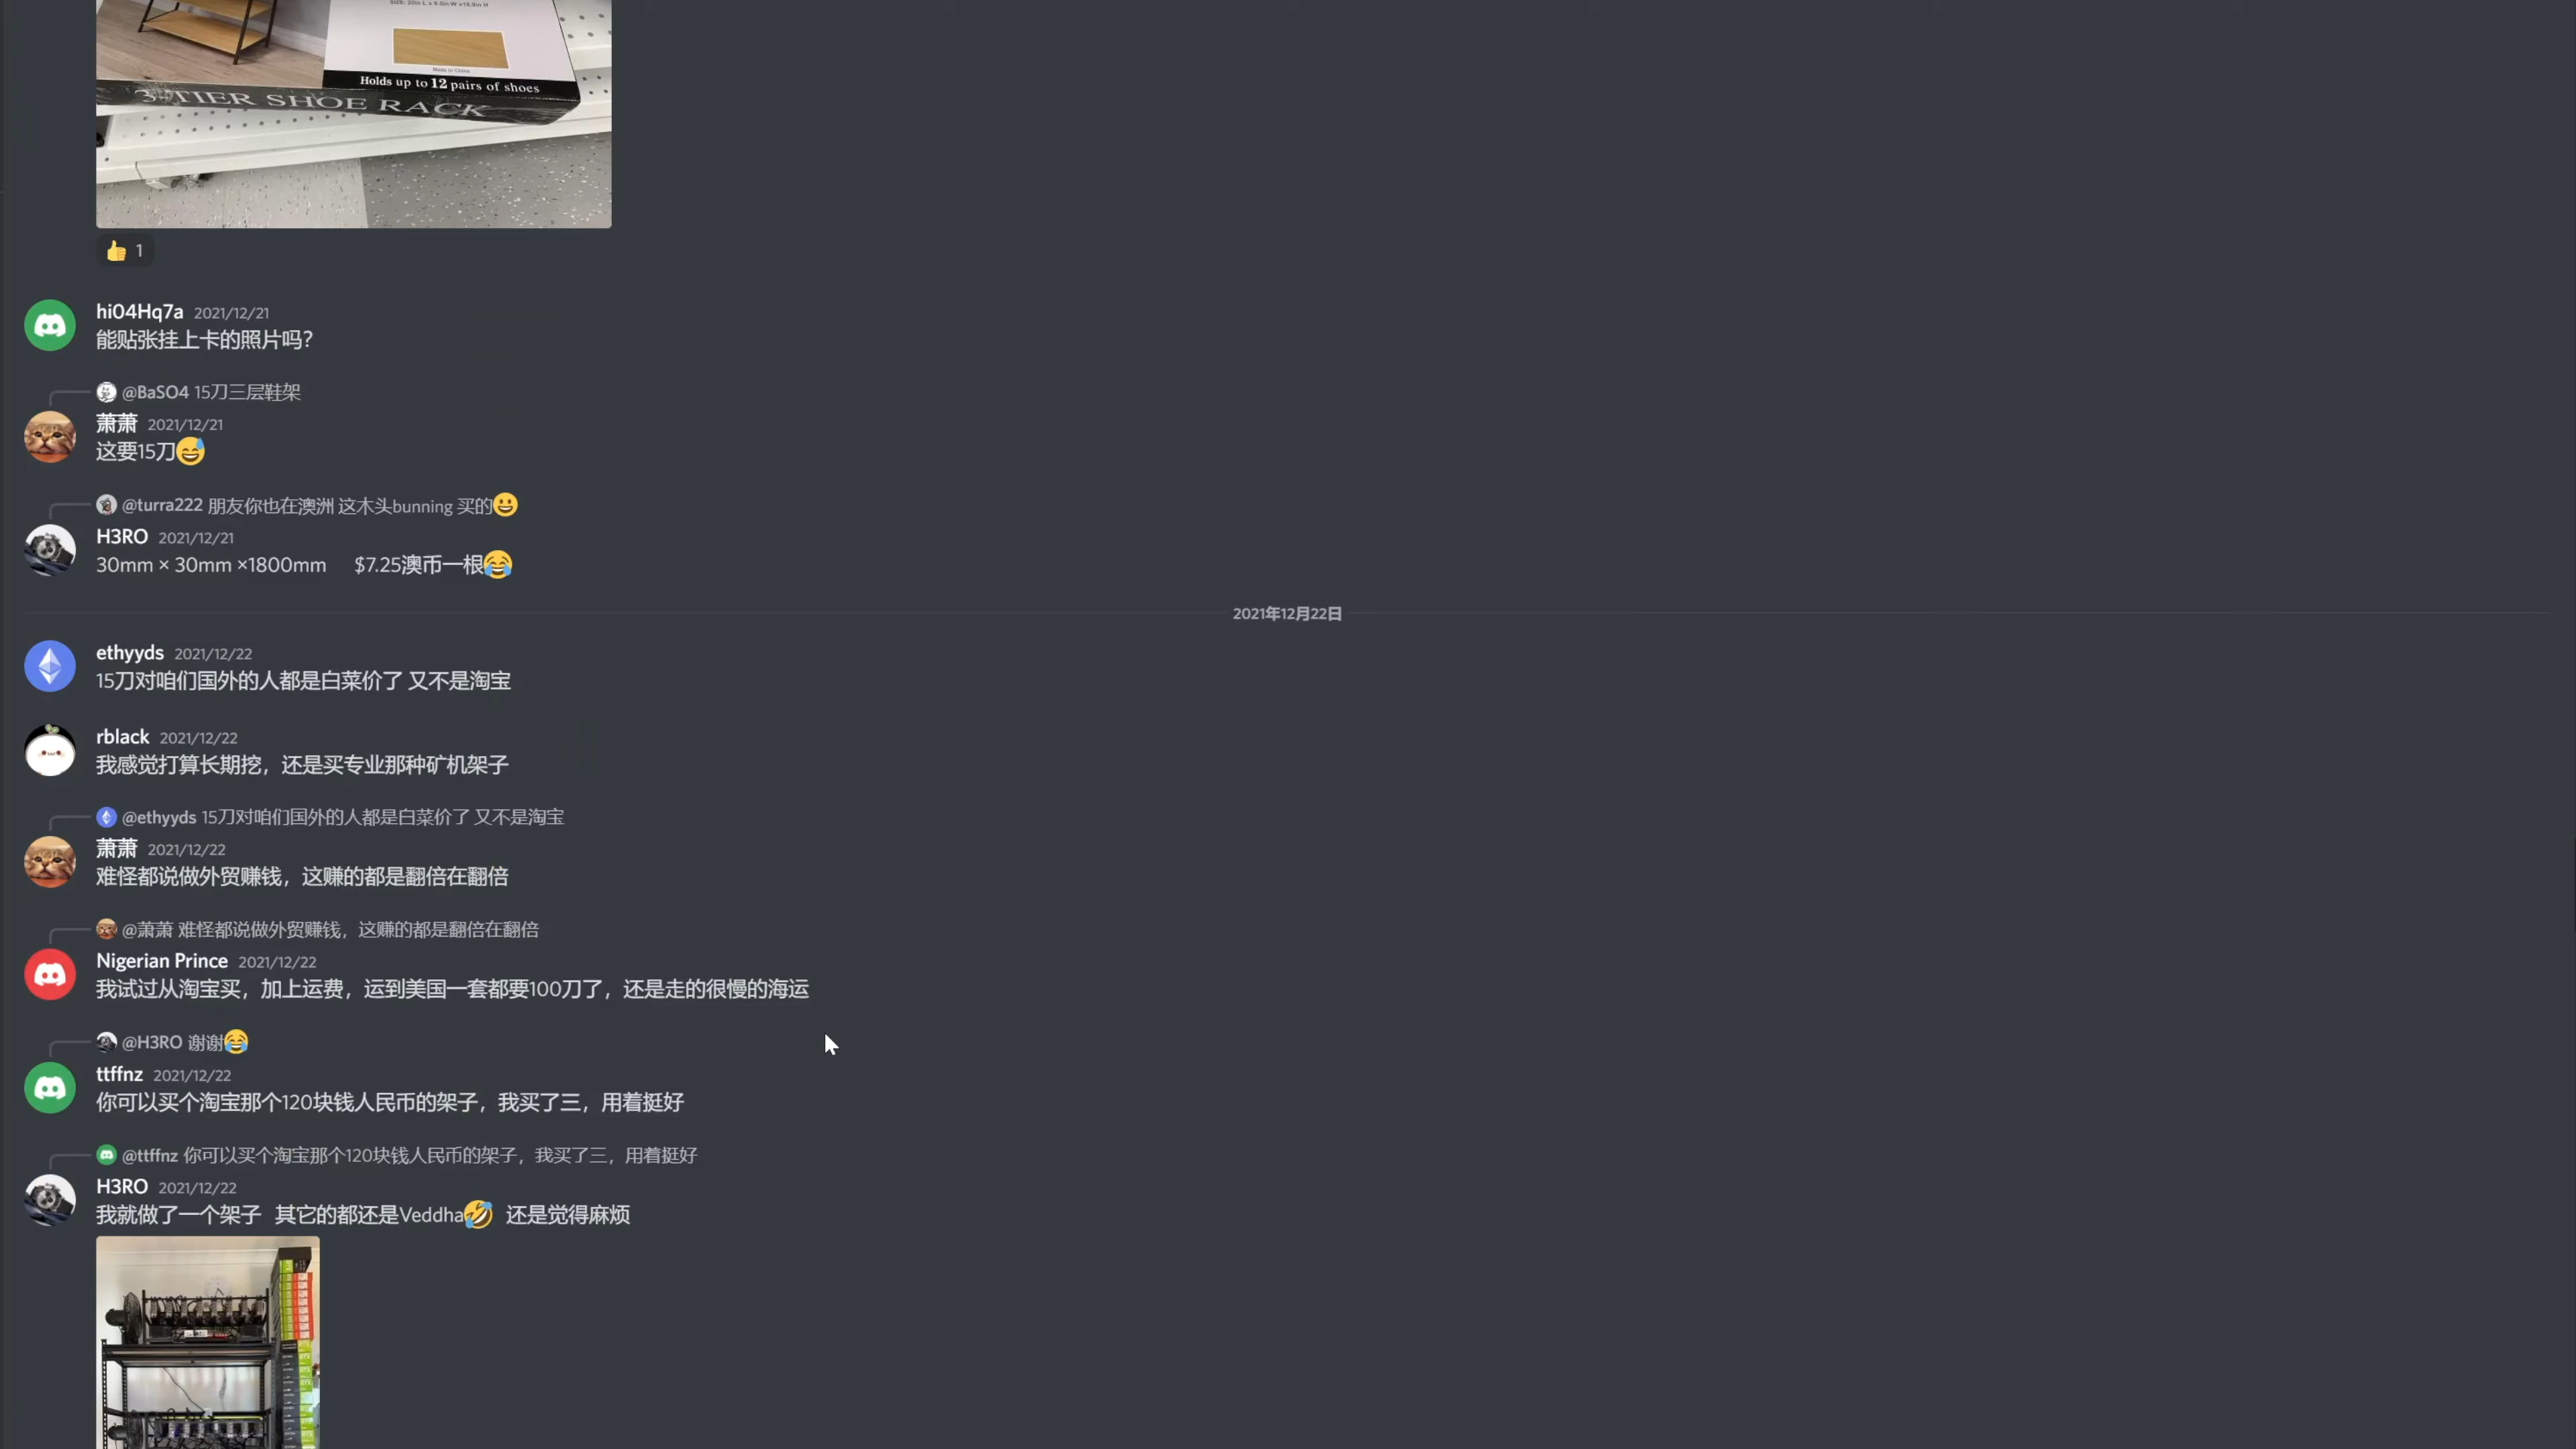 SIZE: 20in L x 9.0in W x18.9in H
Made in China
Holds up to 12 pairs of shoes
3-TIER SHOE RACK
👍 1
hi04Hq7a 2021/12/21
能贴张挂上卡的照片吗?
@BaSO4 15刀三层鞋架
萧萧 2021/12/21
这要15刀😅
@turra222 朋友你也在澳洲 这木头bunning 买的😀
H3RO 2021/12/21
30mm × 30mm ×1800mm $7.25澳币一根😂
2021年12月22日
ethyyds 2021/12/22
15刀对咱们国外的人都是白菜价了 又不是淘宝
rblack 2021/12/22
我感觉打算长期挖，还是买专业那种矿机架子
@ethyyds 15刀对咱们国外的人都是白菜价了 又不是淘宝
萧萧 2021/12/22
难怪都说做外贸赚钱，这赚的都是翻倍在翻倍
@萧萧 难怪都说做外贸赚钱，这赚的都是翻倍在翻倍
Nigerian Prince 2021/12/22
我试过从淘宝买，加上运费，运到美国一套都要100刀了，还是走的很慢的海运
@H3RO 谢谢😂
ttffnz 2021/12/22
你可以买个淘宝那个120块钱人民币的架子，我买了三，用着挺好
@ttffnz 你可以买个淘宝那个120块钱人民币的架子，我买了三，用着挺好
H3RO 2021/12/22
我就做了一个架子 其它的都还是Veddha🤣 还是觉得麻烦